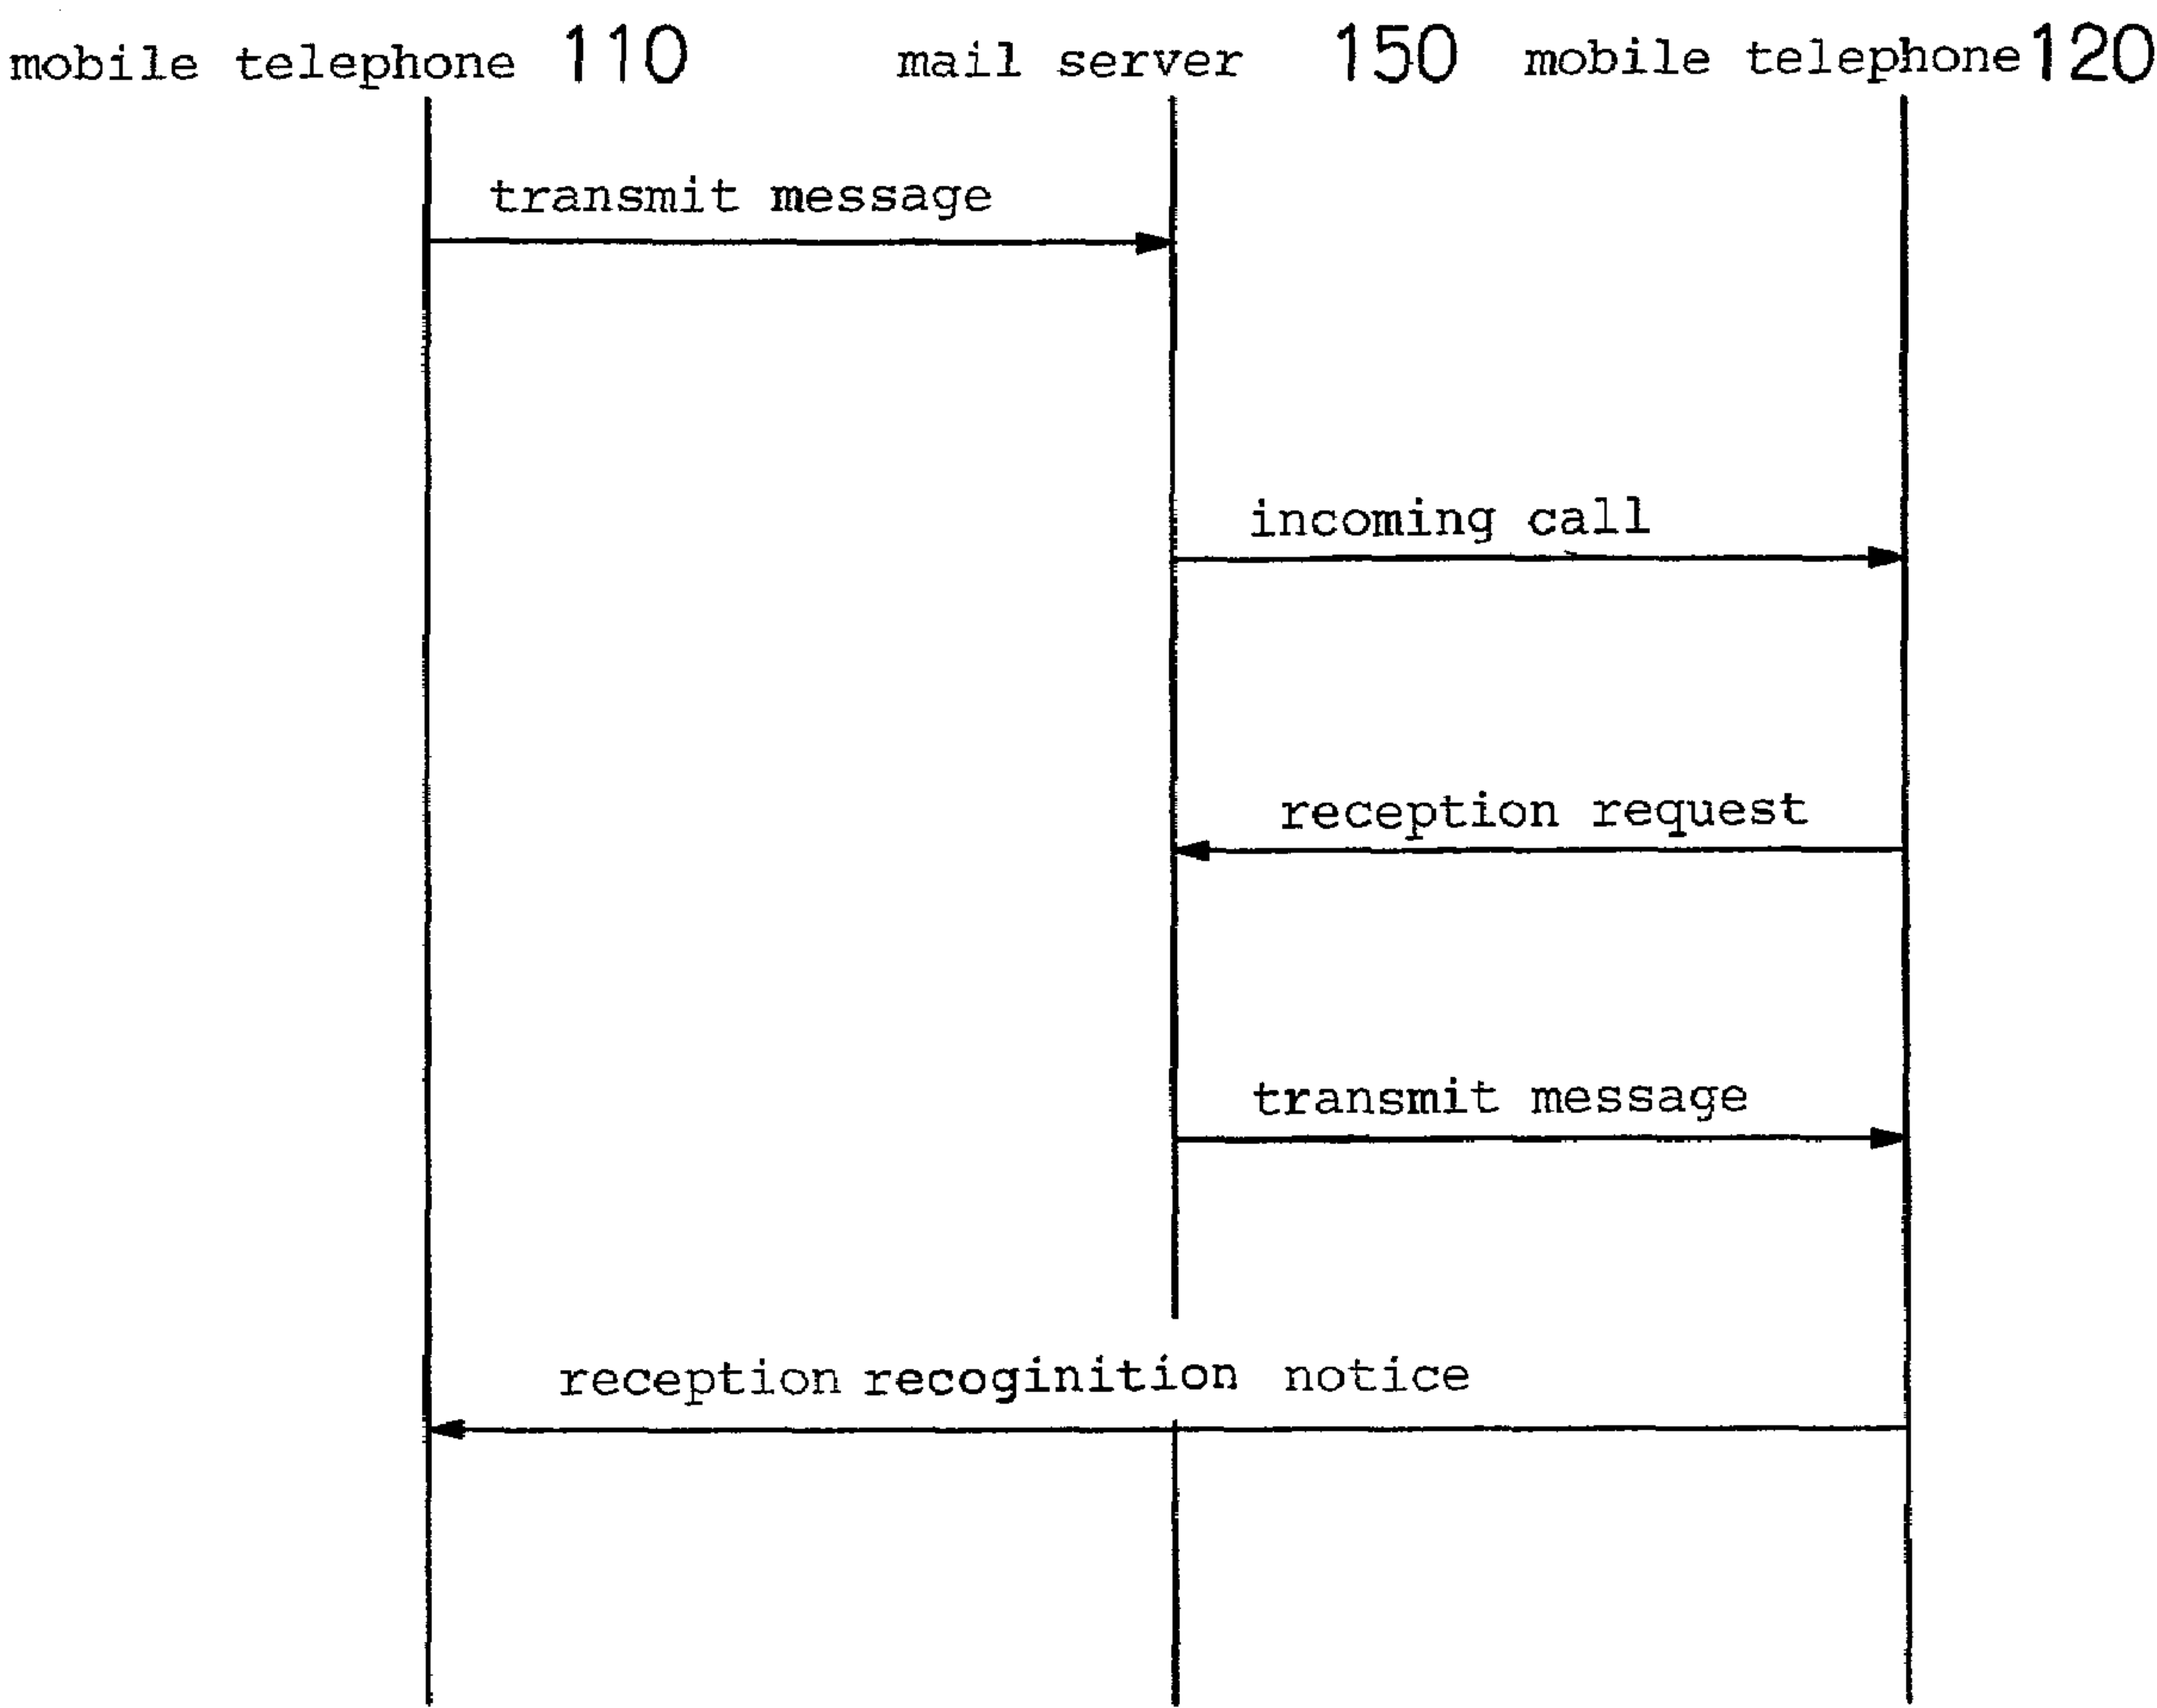 mobile telephone 110 mail server 150 mobile telephone 120
transmit message
incoming call
reception request
transmit message
reception recoginition notice